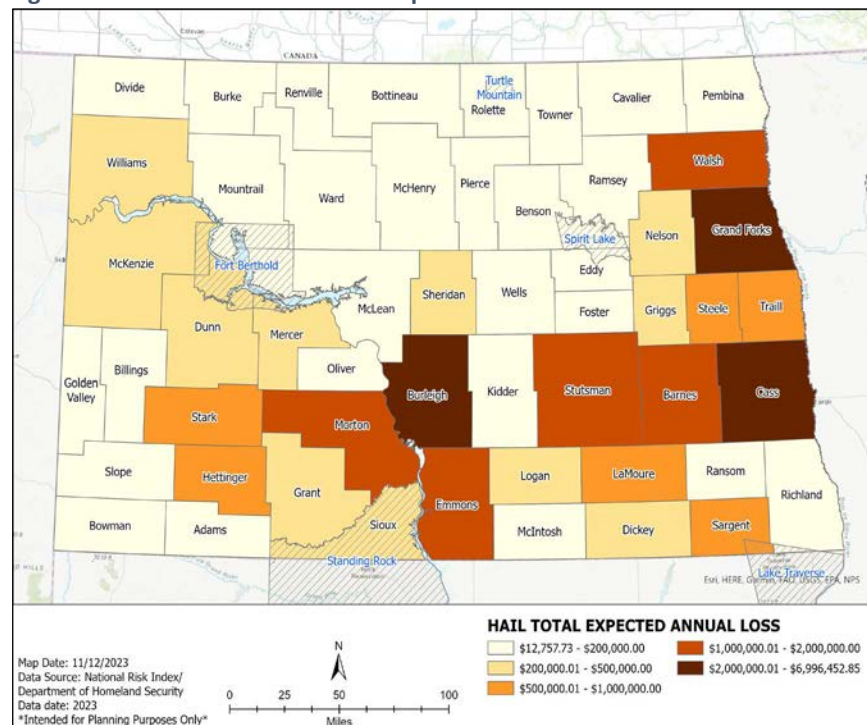 CANADA
Divide
Burke
Renville
Bottineau
Turtle
Mountain
Rolette
Towner
Cavalier
Pembina
Williams
Mountrail
Ward
McHenry
Pierce
Ramsey
Walsh
Benson
Spirit Lake
Nelson
Grand Forks
McKenzie
Fort Berthold
McLean
Sheridan
Wells
Eddy
Foster
Griggs
Steele
Traill
Dunn
Mercer
Oliver
Golden
Valley
Billings
Stark
Morton
Burleigh
Kidder
Stutsman
Barnes
Cass
Slope
Hettinger
Grant
Sioux
Emmons
Logan
LaMoure
Ransom
Richland
Bowman
Adams
McIntosh
Dickey
Sargent
Standing Rock
Lake Traverse
Esri, HERE, Garmin, FAO, USGS, EPA, NPS
HAIL TOTAL EXPECTED ANNUAL LOSS
$12,757.73 - $200,000.00
$1,000,000.01 - $2,000,000.00
$200,000.01 - $500,000.00
$2,000,000.01 - $6,996,452.85
$500,000.01 - $1,000,000.00
Map Date: 11/12/2023
Data Source: National Risk Index/
Department of Homeland Security
Data date: 2023
*Intended for Planning Purposes Only*
N
0 25 50 100
Miles